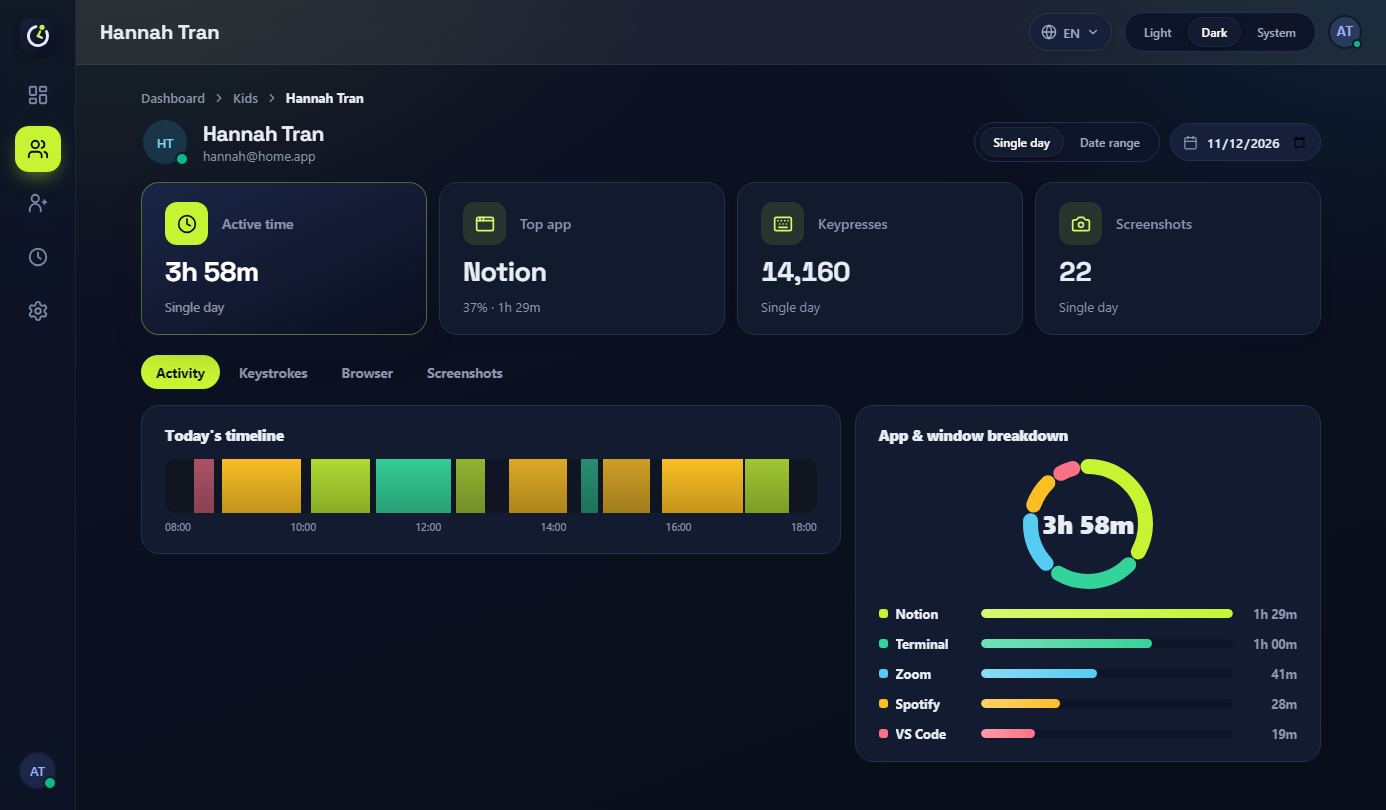 Hannah Tran
EN
Light Dark System
AT
Dashboard > Kids > Hannah Tran
HT
Hannah Tran
hannah@home.app
Single day Date range
11/12/2026
Active time
3h 58m
Single day
Top app
Notion
37% · 1h 29m
Keypresses
14,160
Single day
Screenshots
22
Single day
Activity Keystrokes Browser Screenshots
Today's timeline
08:00 10:00 12:00 14:00 16:00 18:00
App & window breakdown
3h 58m
Notion 1h 29m
Terminal 1h 00m
Zoom 41m
Spotify 28m
VS Code 19m
AT